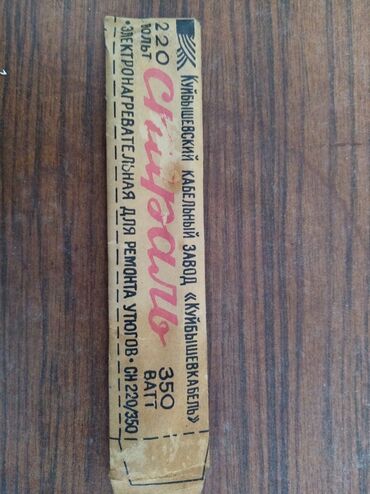 КУЙБЫШЕВСКИЙ КАБЕЛЬНЫЙ ЗАВОД «КУЙБЫШЕВКАБЕЛЬ»
220 ВОЛЬТ
Спираль
350 ВАТТ
• ЭЛЕКТРОНАГРЕВАТЕЛЬНАЯ ДЛЯ РЕМОНТА УТЮГОВ • СН 220/350